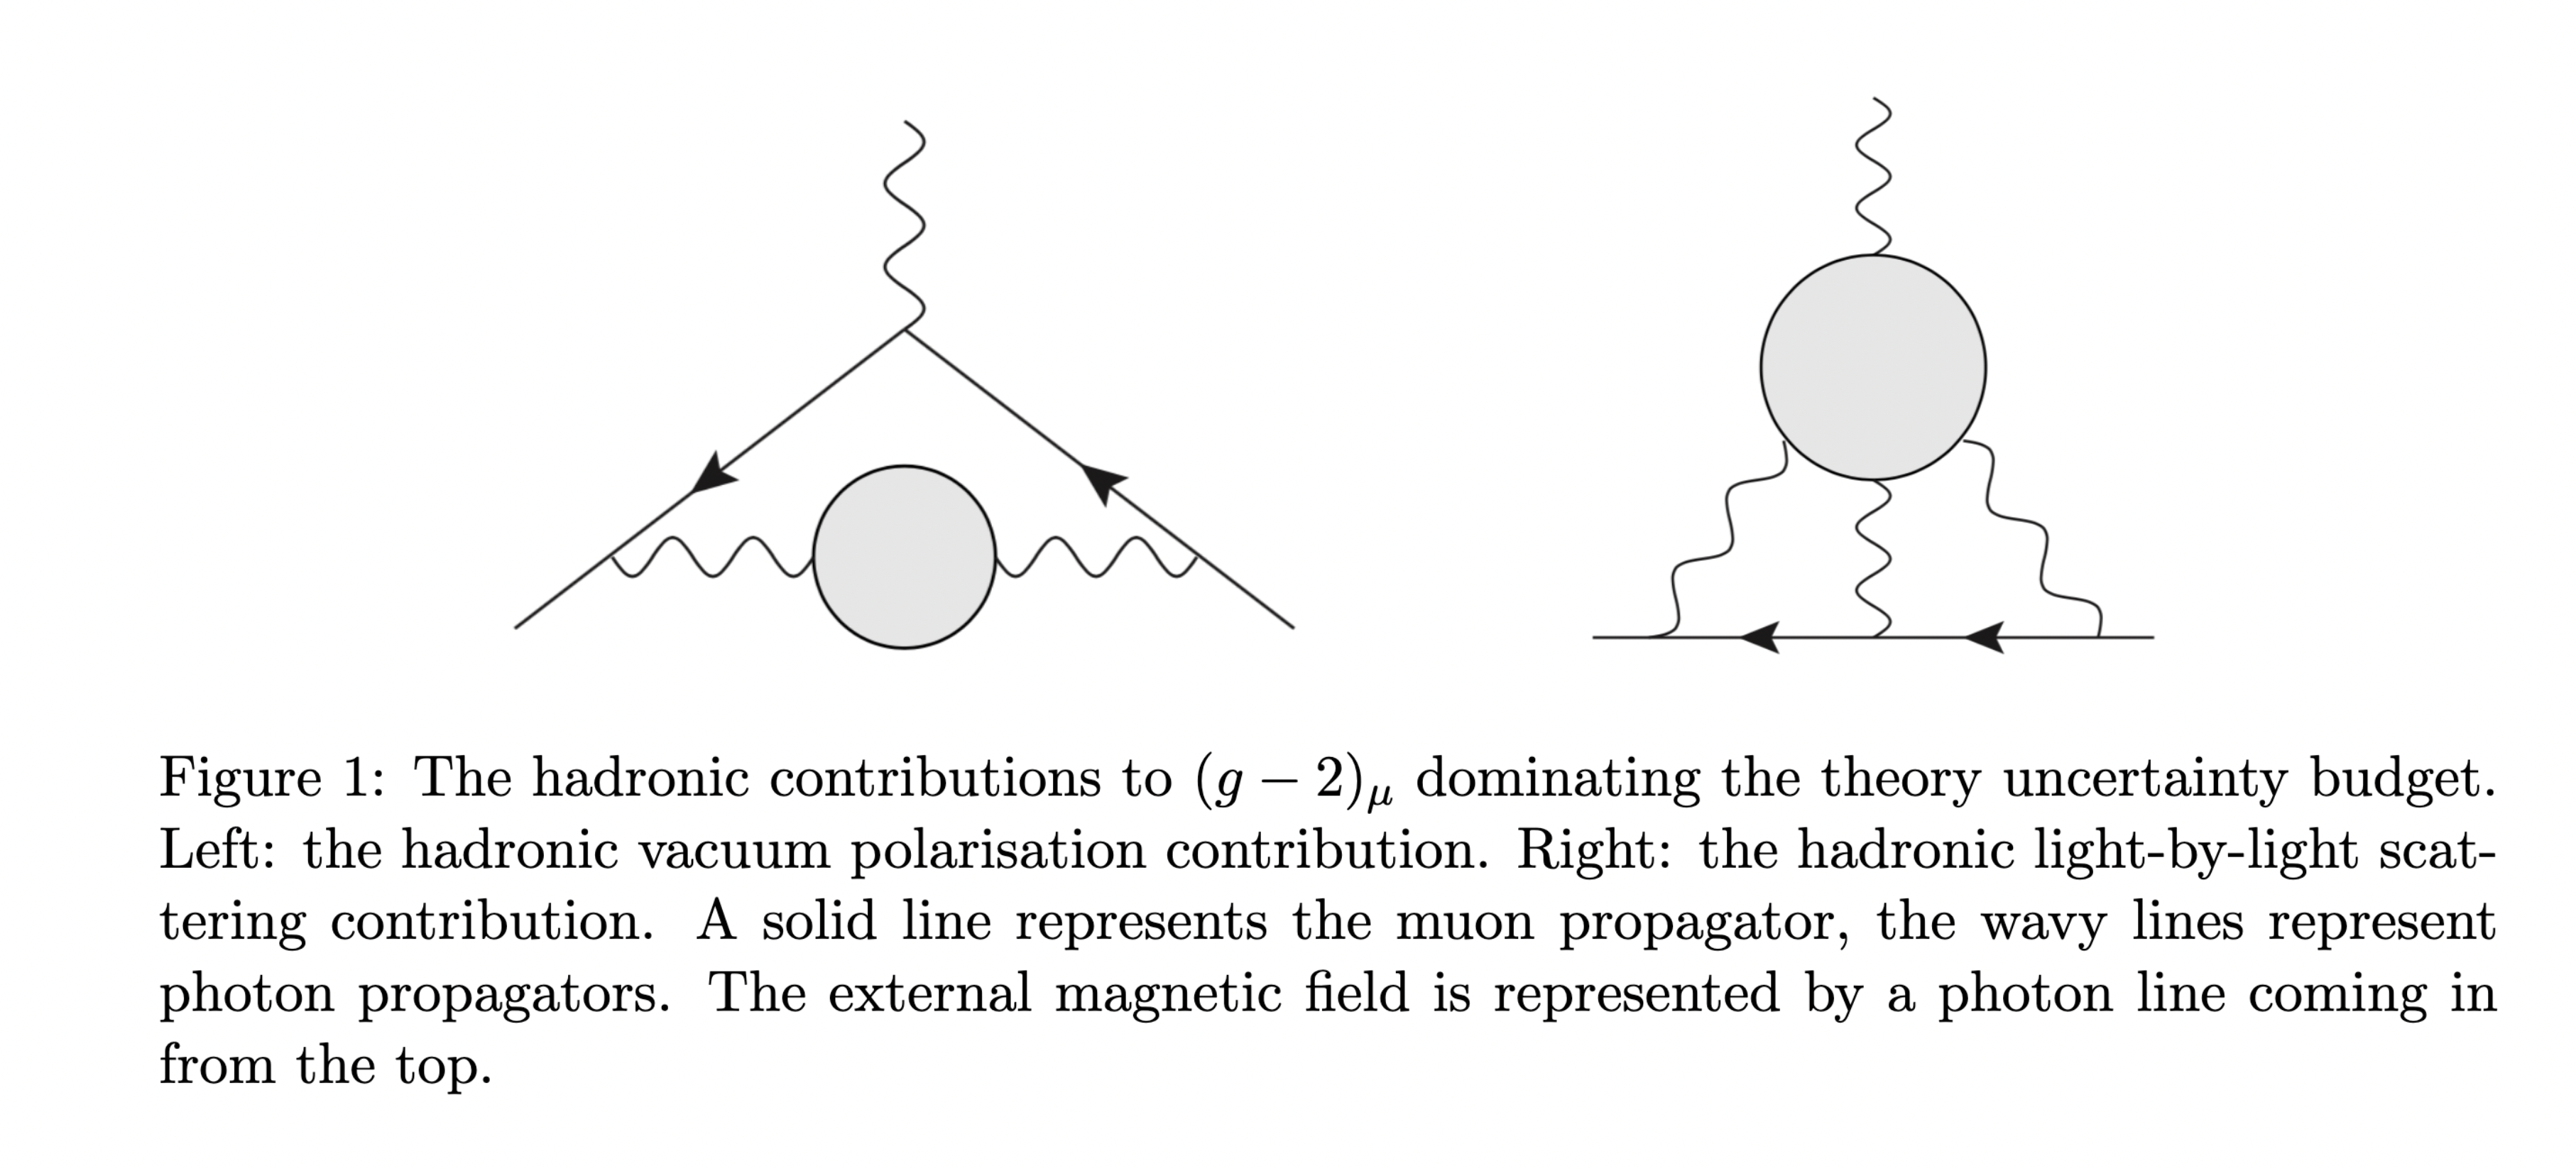 Figure 1: The hadronic contributions to (g − 2)μ dominating the theory uncertainty budget.
Left: the hadronic vacuum polarisation contribution. Right: the hadronic light-by-light scat-
tering contribution. A solid line represents the muon propagator, the wavy lines represent
photon propagators. The external magnetic field is represented by a photon line coming in
from the top.